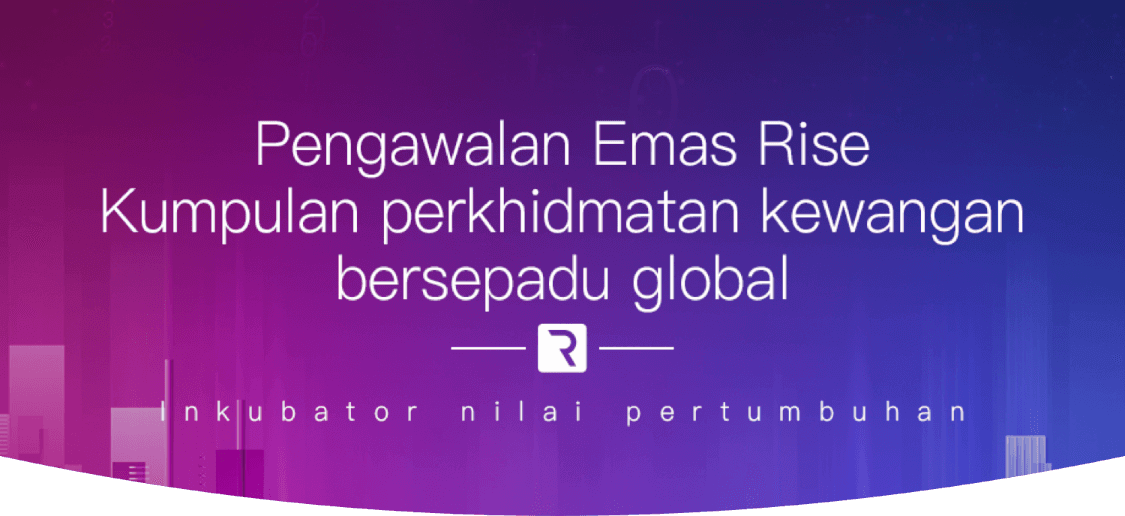 Pengawalan Emas Rise
Kumpulan perkhidmatan kewangan
bersepadu global
R
Inkubator nilai pertumbuhan